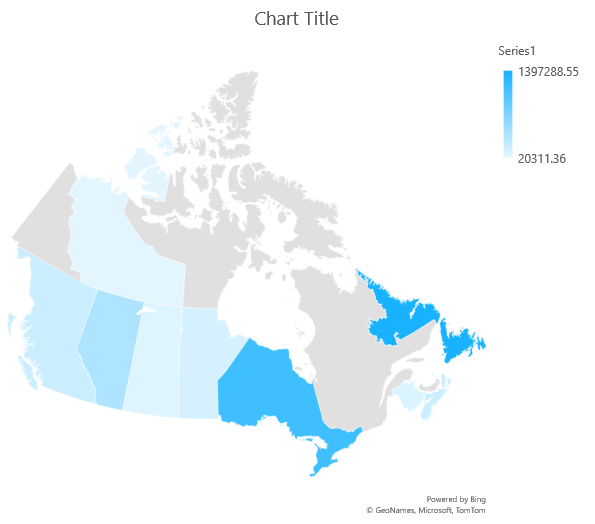 Chart Title
Series1
1397288.55
20311.36
Powered by Bing
© GeoNames, Microsoft, TomTom